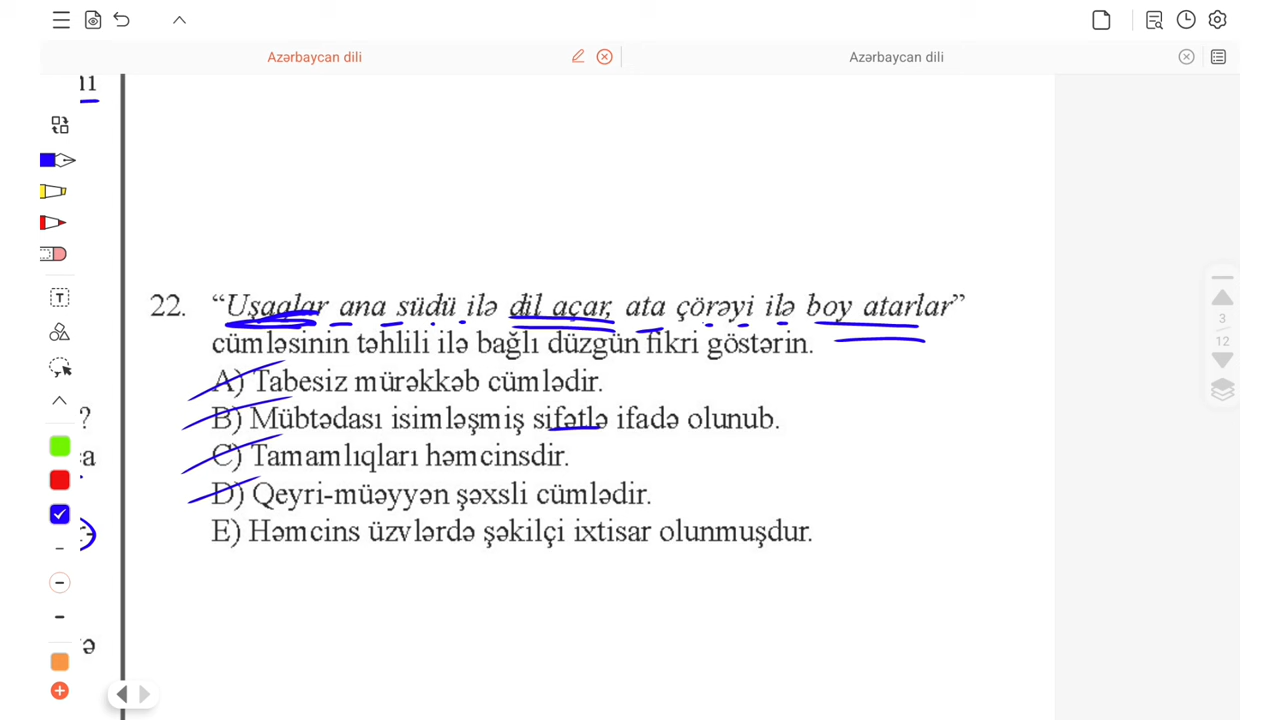 Azərbaycan dili
Azərbaycan dili
22. “Uşaqlar ana südü ilə dil açar, ata çörəyi ilə boy atarlar”
cümləsinin təhlili ilə bağlı düzgün fikri göstərin.
A) Tabesiz mürəkkəb cümlədir.
B) Mübtədası isimləşmiş sifətlə ifadə olunub.
C) Tamamlıqları həmcinsdir.
D) Qeyri-müəyyən şəxsli cümlədir.
E) Həmcins üzvlərdə şəkilçi ixtisar olunmuşdur.
?
a
ə
3
12